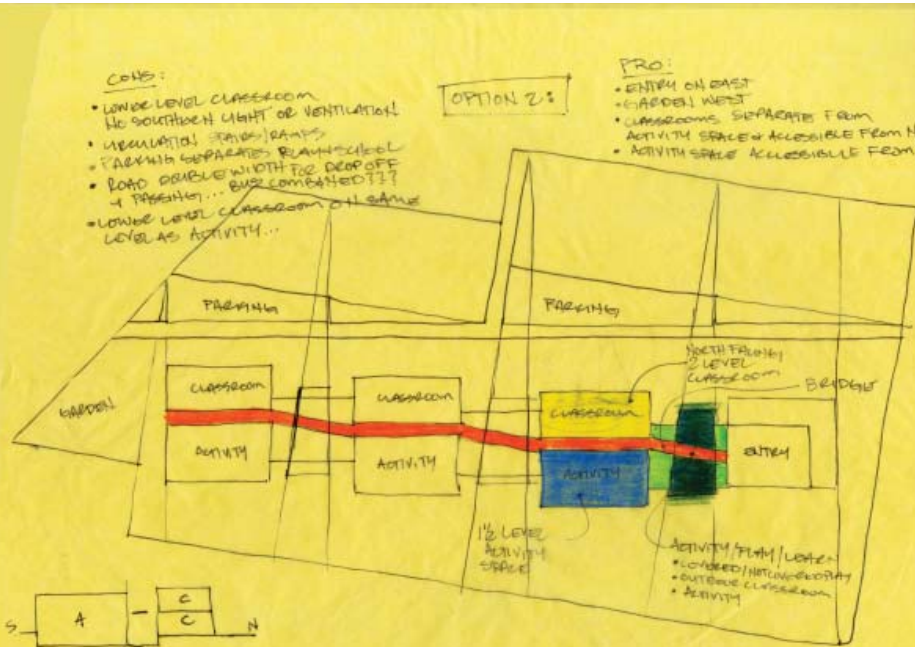 CONS:
• LOWER LEVEL CLASSROOM
NO SOUTHERN LIGHT OR VENTILATION
• CIRCULATION STAIRS/RAMPS
• PARKING SEPARATES PLAY+SCHOOL
• ROAD DOUBLE WIDTH FOR DROP OFF
+ PASSING... BUS COMBINED???
• LOWER LEVEL CLASSROOM ON SAME
LEVEL AS ACTIVITY...
OPTION 2:
PRO:
• ENTRY ON EAST
• GARDEN WEST
• CLASSROOMS SEPARATE FROM
ACTIVITY SPACE & ACCESSIBLE FROM N
• ACTIVITY SPACE ACCESSIBLE FROM
PARKING
PARKING
NORTH FACING
2 LEVEL
CLASSROOM
BRIDGE
GARDEN
CLASSROOM
ACTIVITY
CLASSROOM
ACTIVITY
CLASSROOM
ACTIVITY
ENTRY
1½ LEVEL
ACTIVITY
SPACE
ACTIVITY/PLAY/LEARN
• COVERED/
• OUTDOOR CLASSROOM
• ACTIVITY
S
A
C
C
N